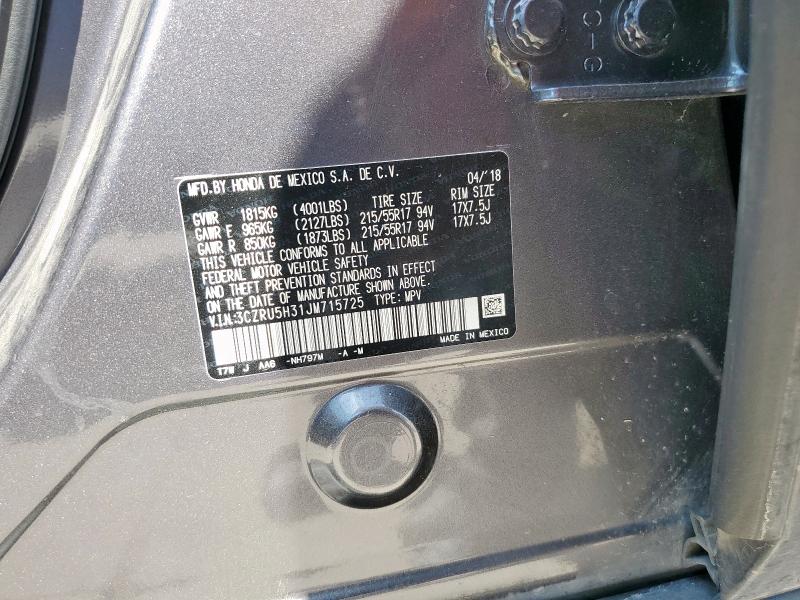 MFD.BY HONDA DE MEXICO S.A. DE C.V. 04/'18
GVWR 1815KG (4001LBS) TIRE SIZE RIM SIZE
GAWR F 965KG (2127LBS) 215/55R17 94V 17X7.5J
GAWR R 850KG (1873LBS) 215/55R17 94V 17X7.5J
THIS VEHICLE CONFORMS TO ALL APPLICABLE
FEDERAL MOTOR VEHICLE SAFETY
AND THEFT PREVENTION STANDARDS IN EFFECT
ON THE DATE OF MANUFACTURE SHOWN ABOVE.
V.I.N.:3CZRU5H31JM715725 TYPE: MPV
MADE IN MEXICO
T7W J AA6 -NH797M -A -M